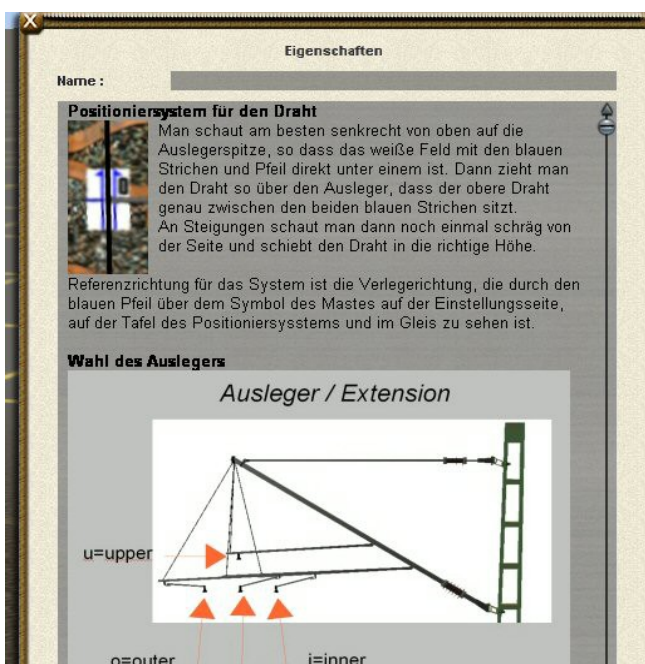 X
Eigenschaften
Name :
Positioniersystem für den Draht
Man schaut am besten senkrecht von oben auf die
Auslegerspitze, so dass das weiße Feld mit den blauen
Strichen und Pfeil direkt unter einem ist. Dann zieht man
den Draht so über den Ausleger, dass der obere Draht
genau zwischen den beiden blauen Strichen sitzt.
An Steigungen schaut man dann noch einmal schräg von
der Seite und schiebt den Draht in die richtige Höhe.
Referenzrichtung für das System ist die Verlegerichtung, die durch den
blauen Pfeil über dem Symbol des Mastes auf der Einstellungsseite,
auf der Tafel des Positioniersysstems und im Gleis zu sehen ist.
Wahl des Auslegers
Ausleger / Extension
u=upper
o=outer
i=inner